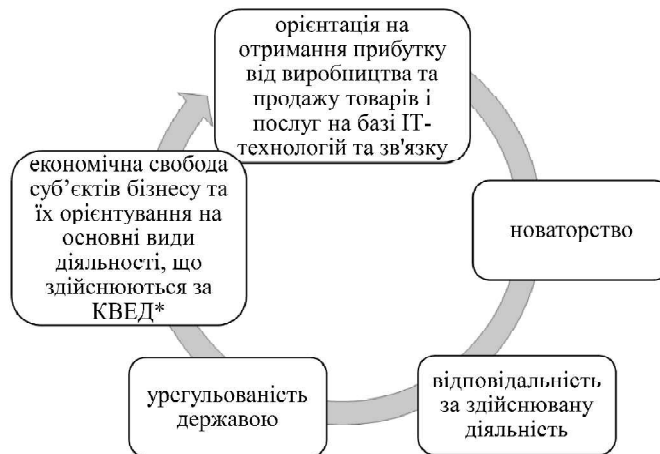 орієнтація на
отримання прибутку
від виробництва та
продажу товарів і
послуг на базі ІТ-
технологій та зв'язку
новаторство
відповідальність
за здійснювану
діяльність
урегульованість
державою
економічна свобода
суб’єктів бізнесу та
їх орієнтування на
основні види
діяльності, що
здійснюються за
КВЕД*